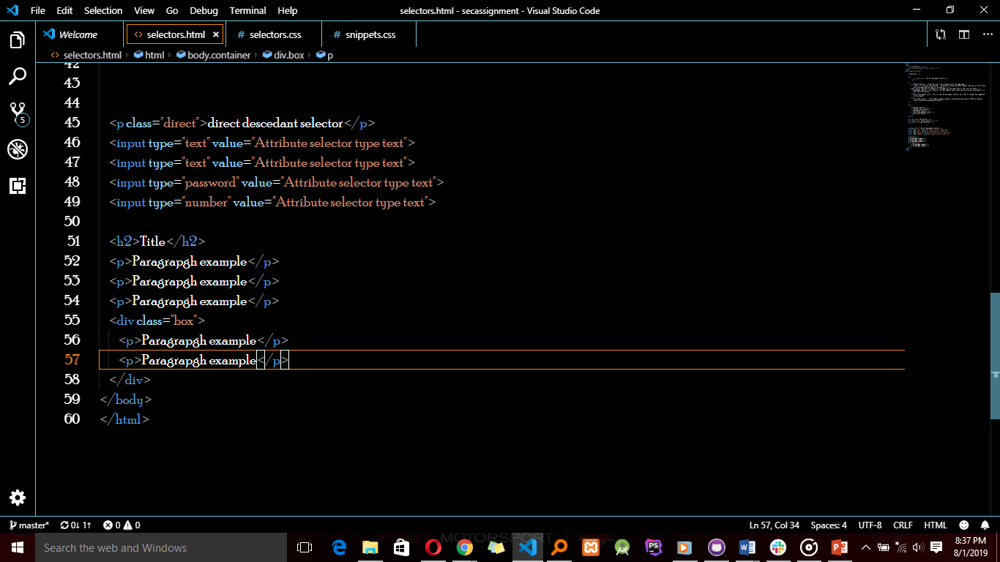 File Edit Selection View Go Debug Terminal Help selectors.html - secassignment - Visual Studio Code
Welcome <> selectors.html × # selectors.css # snippets.css
<> selectors.html › html › body.container › div.box › p
42
43
44
45 <p class="direct">direct descedant selector</p>
46 <input type="text" value="Attribute selector type text">
47 <input type="text" value="Attribute selector type text">
48 <input type="password" value="Attribute selector type text">
49 <input type="number" value="Attribute selector type text">
50
51 <h2>Title</h2>
52 <p>Paragrapgh example</p>
53 <p>Paragrapgh example</p>
54 <p>Paragrapgh example</p>
55 <div class="box">
56 <p>Paragrapgh example</p>
57 <p>Paragrapgh example</p>
58 </div>
59 </body>
60 </html>
5
master* 0↓ 1↑ 0 0 Ln 57, Col 34 Spaces: 4 UTF-8 CRLF HTML
Search the web and Windows
MOTORSPORT
PS
W
P
8:37 PM
8/1/2019